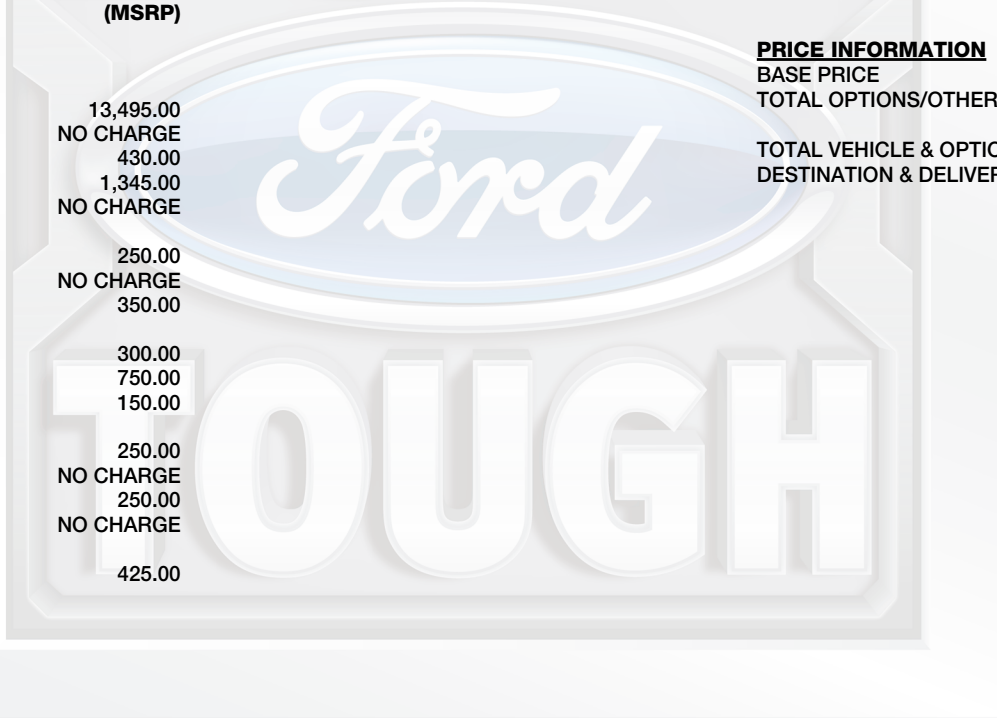 (MSRP)
13,495.00
NO CHARGE
430.00
1,345.00
NO CHARGE
250.00
NO CHARGE
350.00
300.00
750.00
150.00
250.00
NO CHARGE
250.00
NO CHARGE
425.00
PRICE INFORMATION
BASE PRICE
TOTAL OPTIONS/OTHER
TOTAL VEHICLE & OPTIO
DESTINATION & DELIVER
Ford
TOUGH